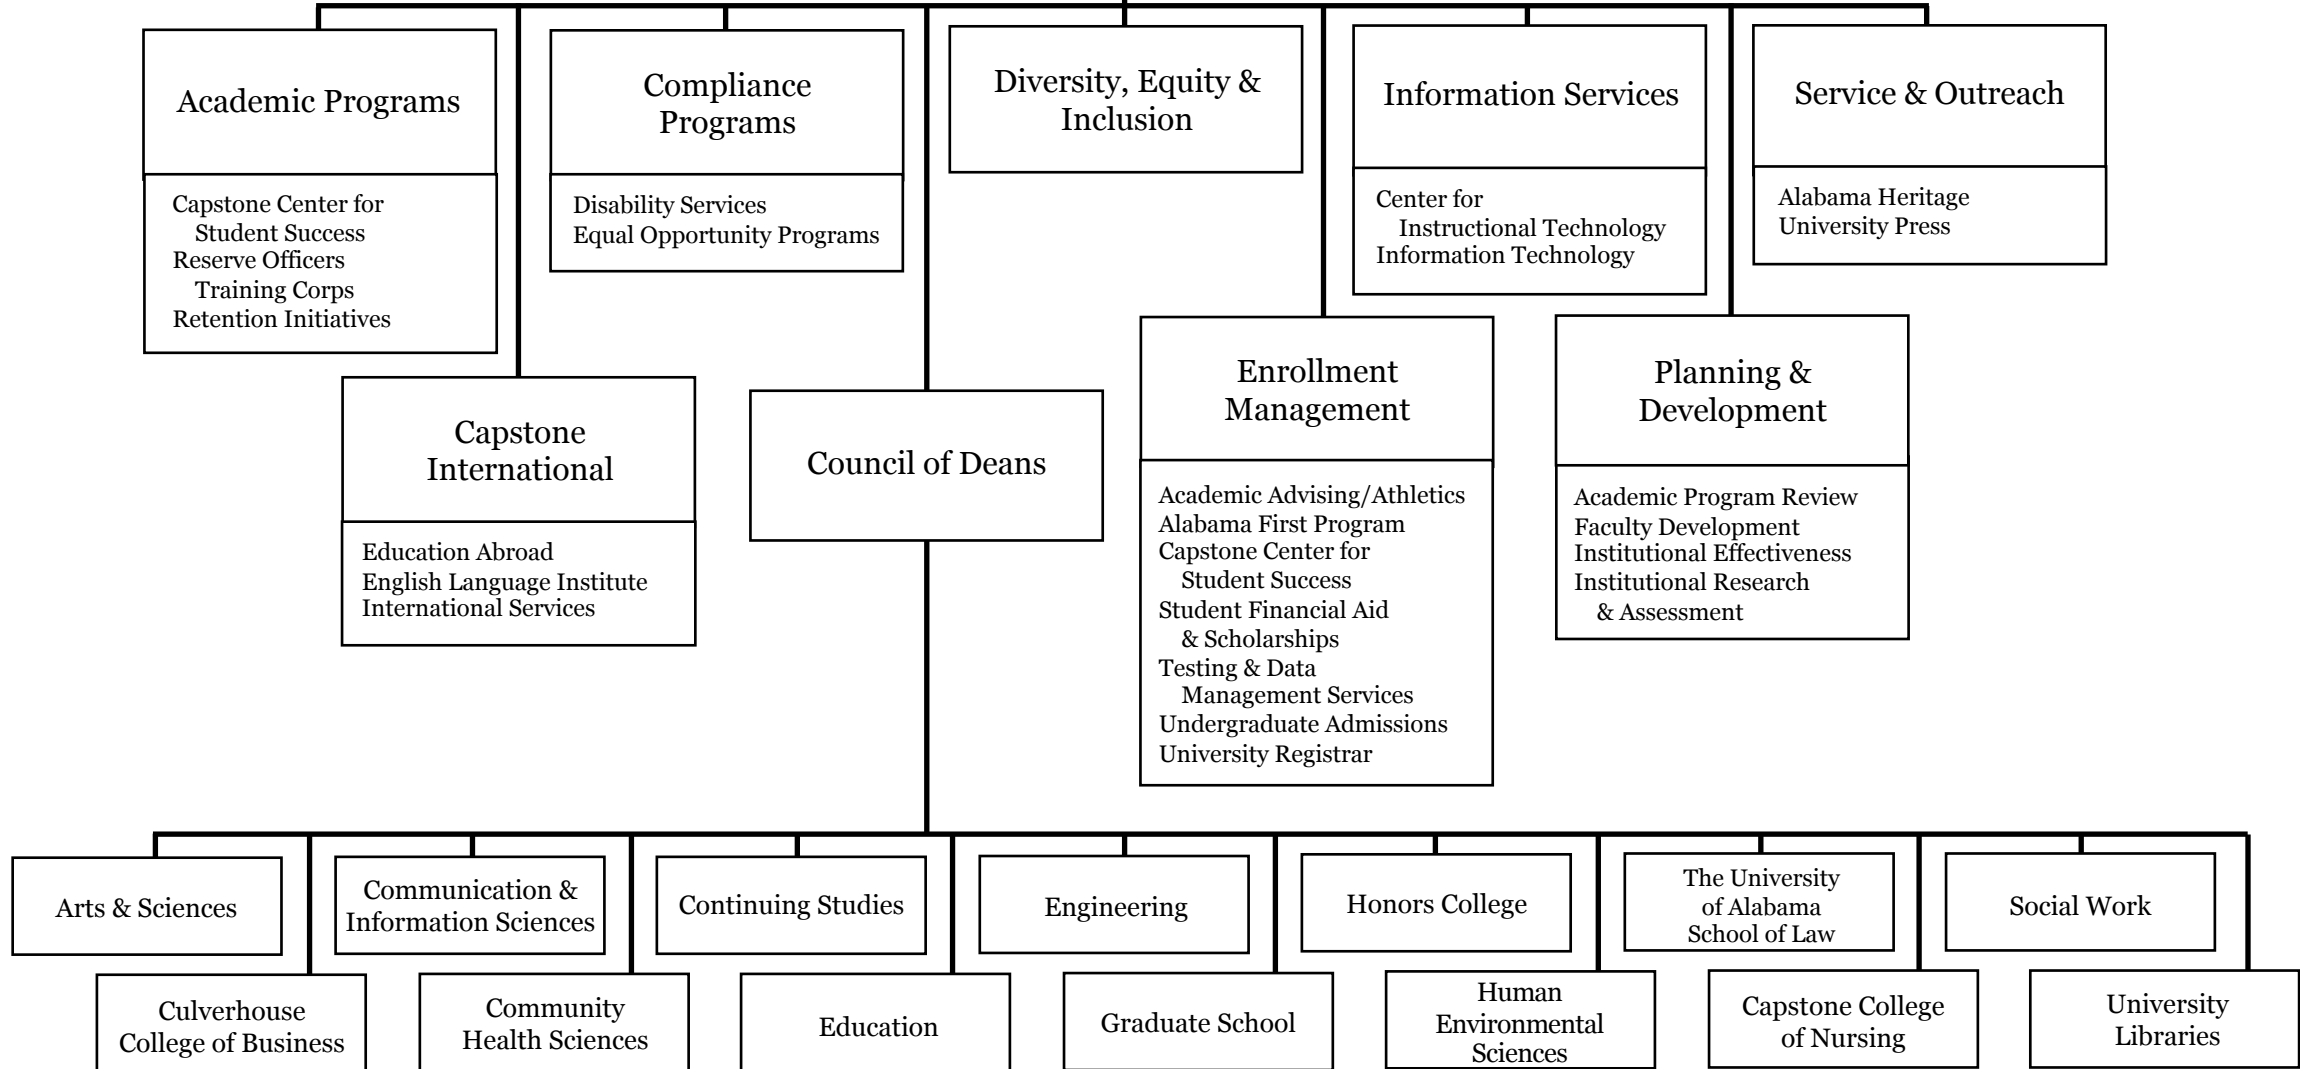 Academic Programs
Capstone Center for
Student Success
Reserve Officers
Training Corps
Retention Initiatives
Compliance
Programs
Disability Services
Equal Opportunity Programs
Diversity, Equity &
Inclusion
Information Services
Center for
Instructional Technology
Information Technology
Service & Outreach
Alabama Heritage
University Press
Capstone
International
Education Abroad
English Language Institute
International Services
Council of Deans
Enrollment
Management
Academic Advising/Athletics
Alabama First Program
Capstone Center for
Student Success
Student Financial Aid
& Scholarships
Testing & Data
Management Services
Undergraduate Admissions
University Registrar
Planning &
Development
Academic Program Review
Faculty Development
Institutional Effectiveness
Institutional Research
& Assessment
Arts & Sciences
Communication &
Information Sciences
Continuing Studies
Engineering
Honors College
The University
of Alabama
School of Law
Social Work
Culverhouse
College of Business
Community
Health Sciences
Education
Graduate School
Human
Environmental
Sciences
Capstone College
of Nursing
University
Libraries